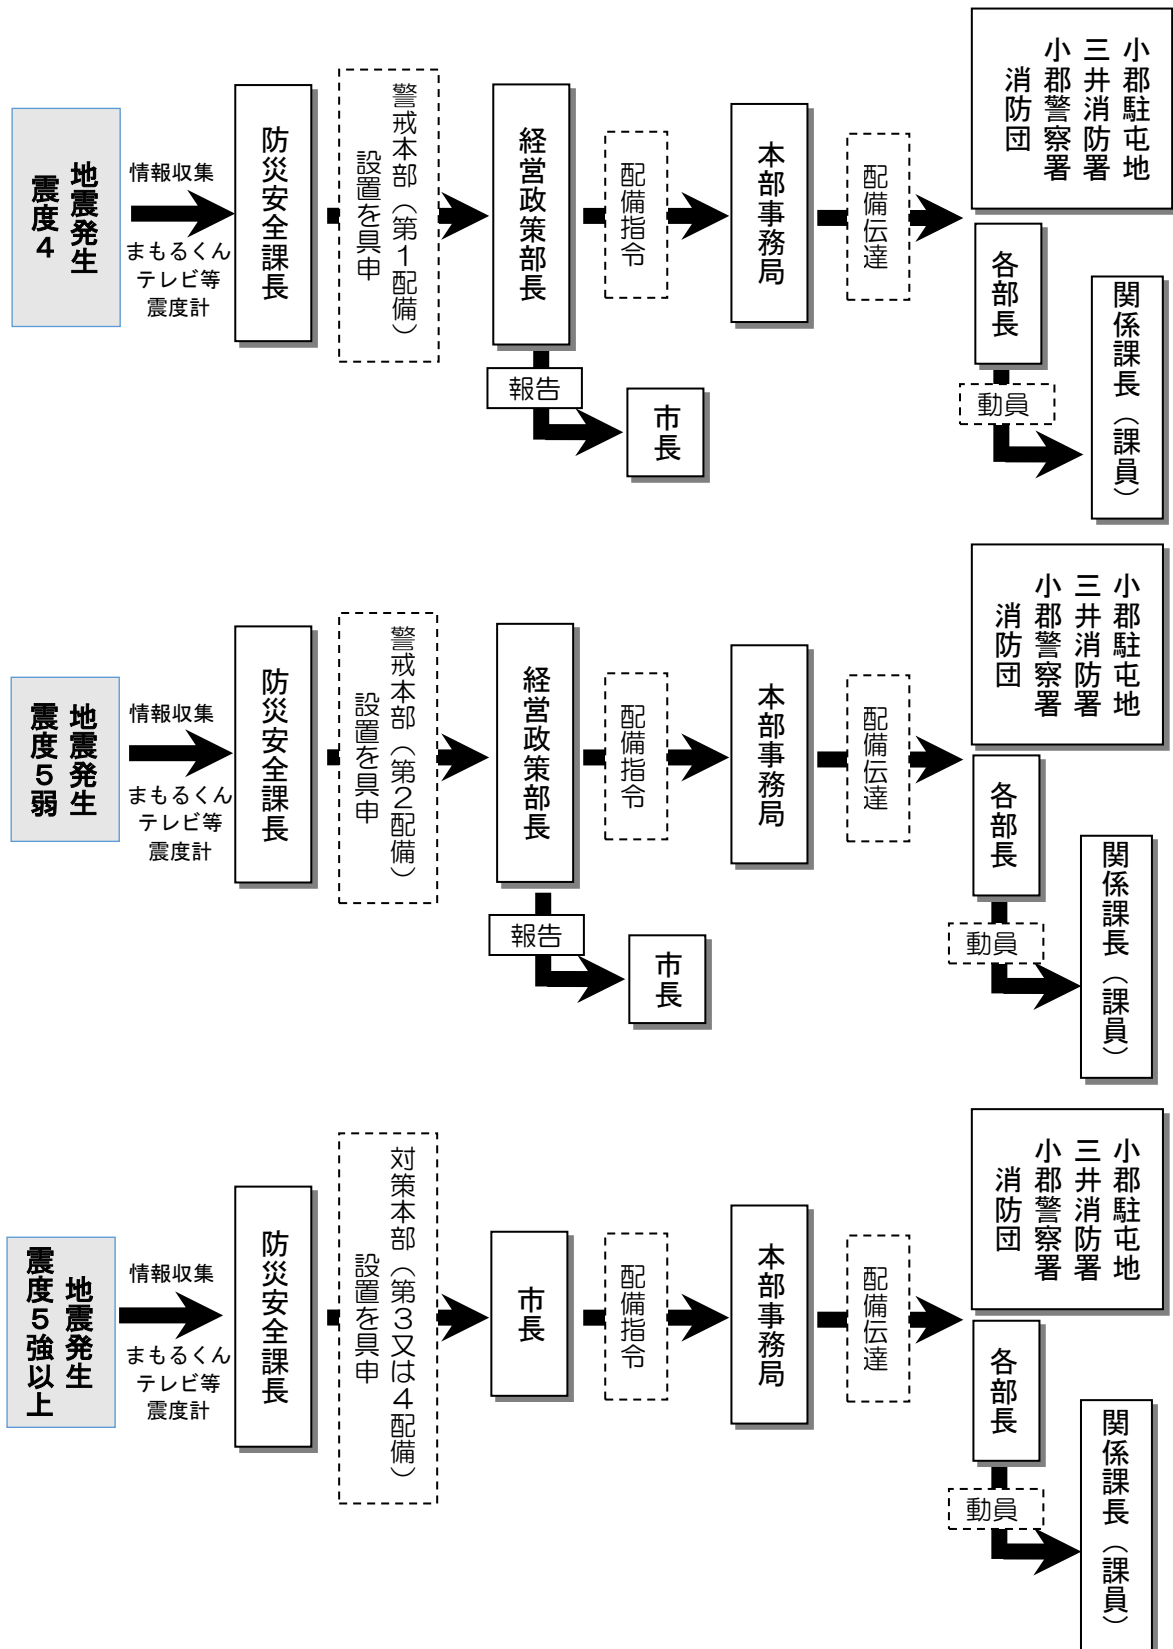 地震発生
震度４
情報収集
まもるくん
テレビ等
震度計
防災安全課長
警戒本部（第１配備）
設置を具申
経営政策部長
報告
市長
配備指令
本部事務局
配備伝達
小郡駐屯地
三井消防署
小郡警察署
消防団
各部長
動員
関係課長（課員）
地震発生
震度５弱
情報収集
まもるくん
テレビ等
震度計
防災安全課長
警戒本部（第２配備）
設置を具申
経営政策部長
報告
市長
配備指令
本部事務局
配備伝達
小郡駐屯地
三井消防署
小郡警察署
消防団
各部長
動員
関係課長（課員）
地震発生
震度５強以上
情報収集
まもるくん
テレビ等
震度計
防災安全課長
対策本部（第３又は４配備）
設置を具申
市長
配備指令
本部事務局
配備伝達
小郡駐屯地
三井消防署
小郡警察署
消防団
各部長
動員
関係課長（課員）